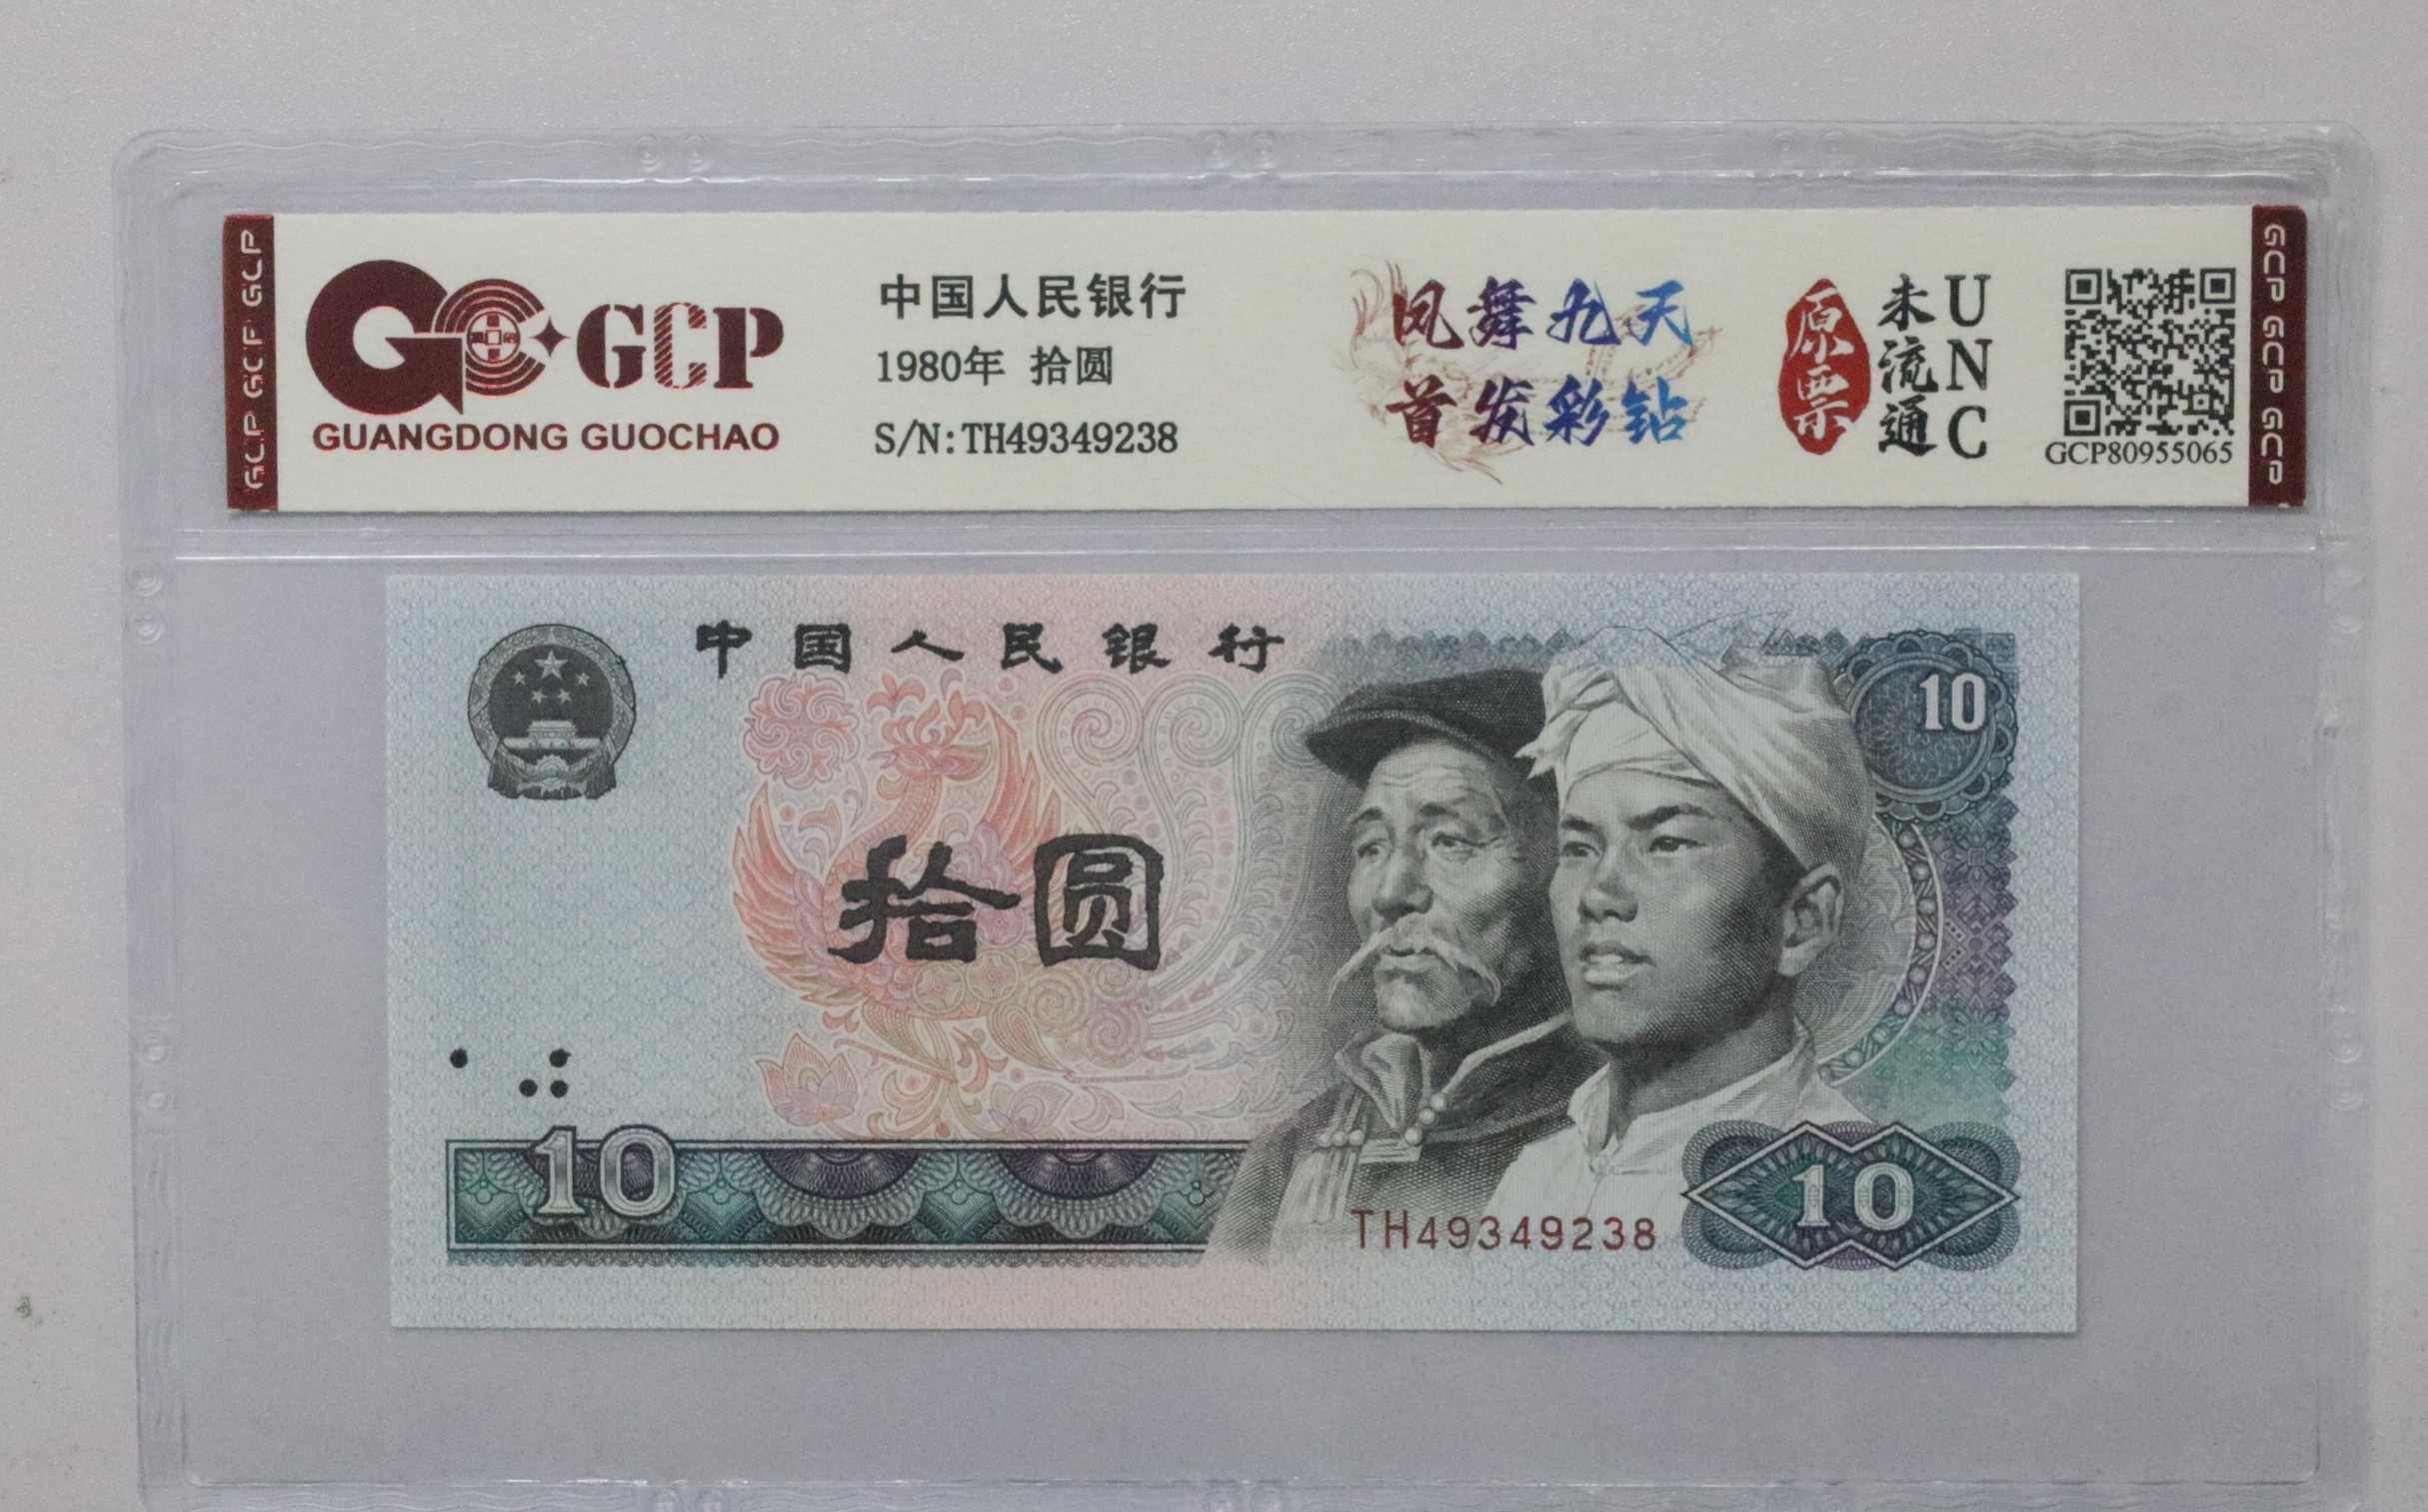 GCP GCP GCP
GCP
GUANGDONG GUOCHAO
中国人民银行
1980年 拾圆
S/N:TH49349238
凤舞九天
首发彩钻
原票
未流通
UNC
GCP80955065
GCP GCP GCP
中国人民银行
10
拾圆
10
TH49349238
10